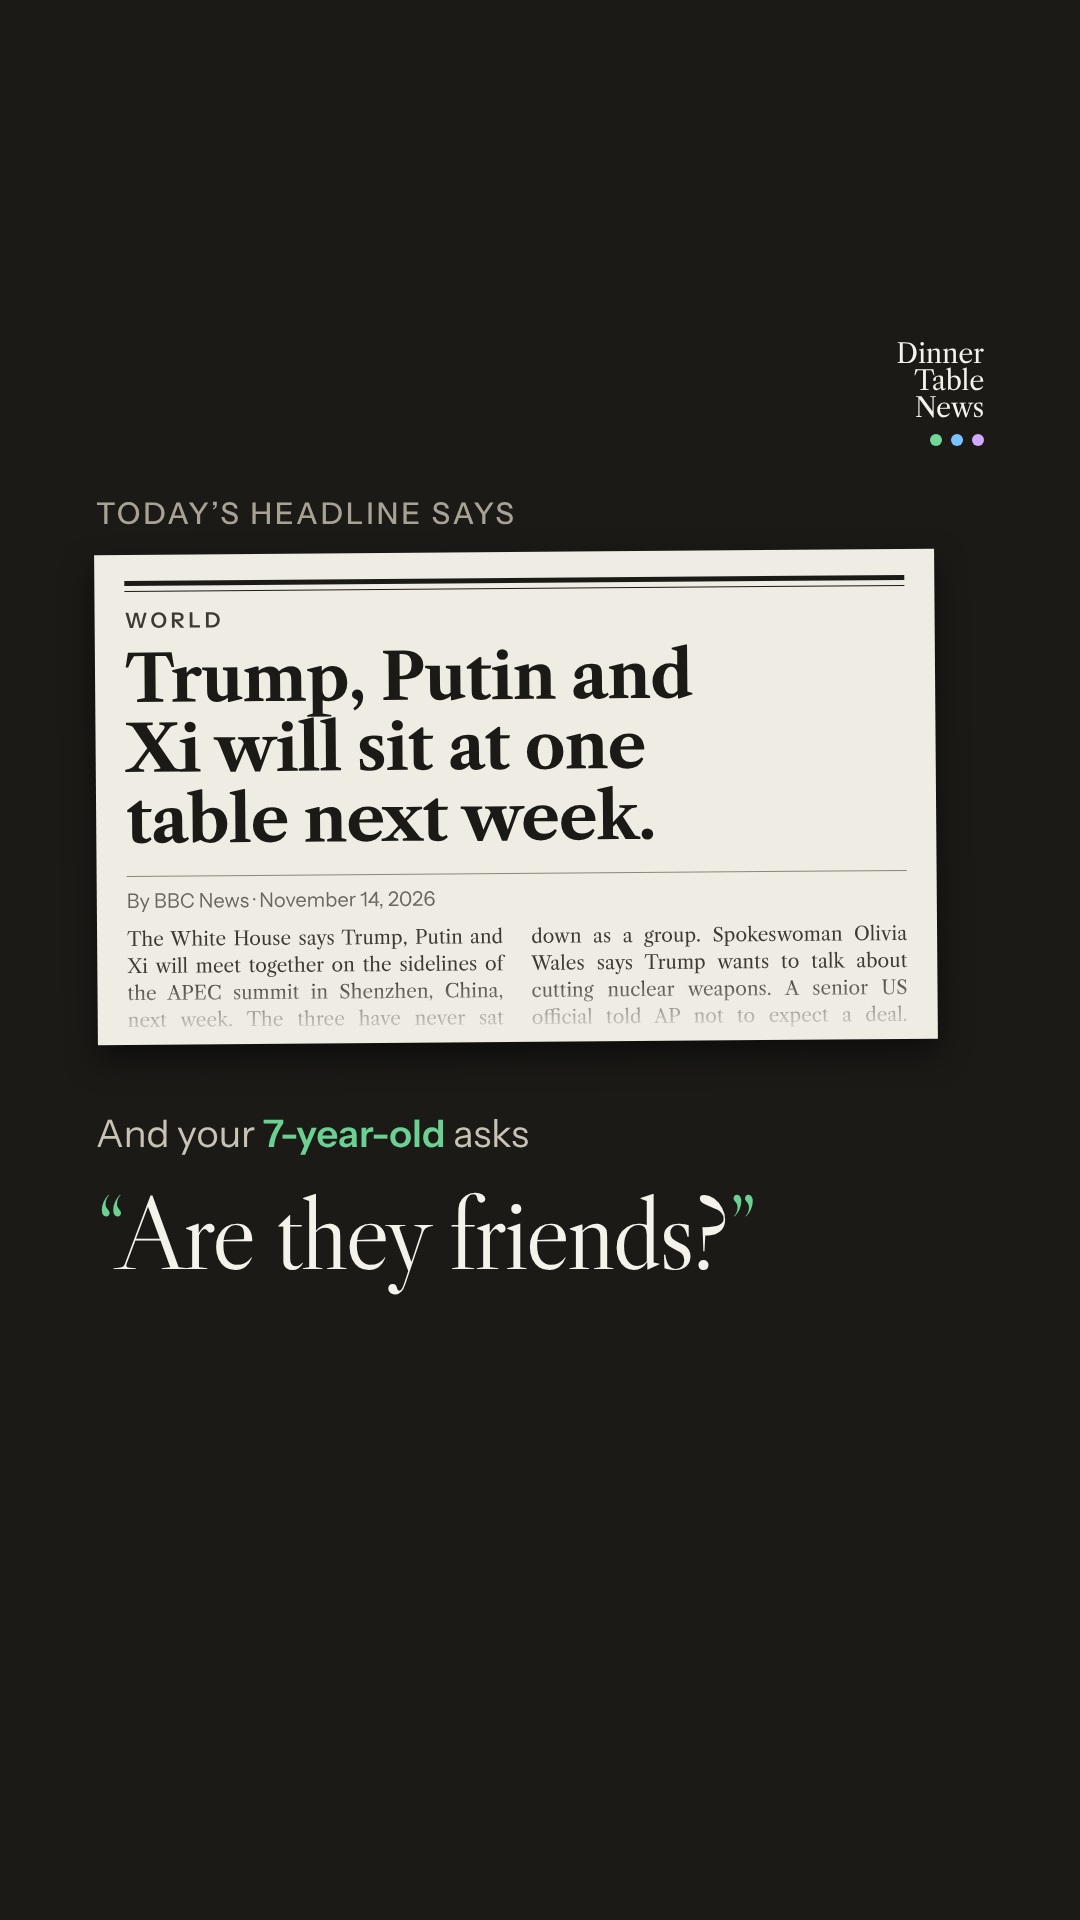 Dinner
Table
News
TODAY’S HEADLINE SAYS
WORLD
Trump, Putin and
Xi will sit at one
table next week.
By BBC News · November 14, 2026
The White House says Trump, Putin and
Xi will meet together on the sidelines of
the APEC summit in Shenzhen, China,
next week. The three have never sat
down as a group. Spokeswoman Olivia
Wales says Trump wants to talk about
cutting nuclear weapons. A senior US
official told AP not to expect a deal.
And your 7-year-old asks
“Are they friends?”